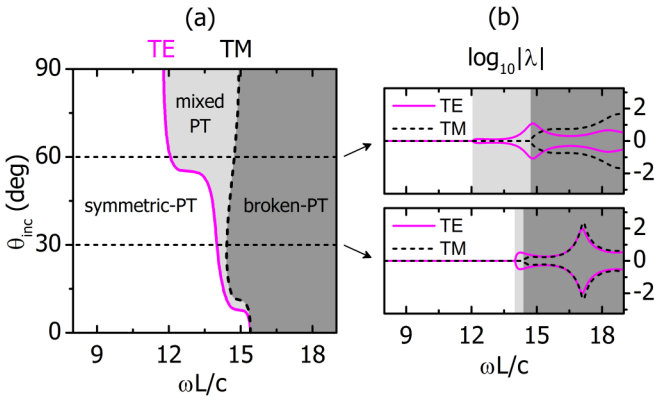 (a)
TE TM
90
60
30
0
θinc (deg)
mixed
PT
symmetric-PT
broken-PT
9 12 15 18
ωL/c
(b)
log10|λ|
TE
TM
2
0
-2
TE
TM
2
0
-2
9 12 15 18
ωL/c